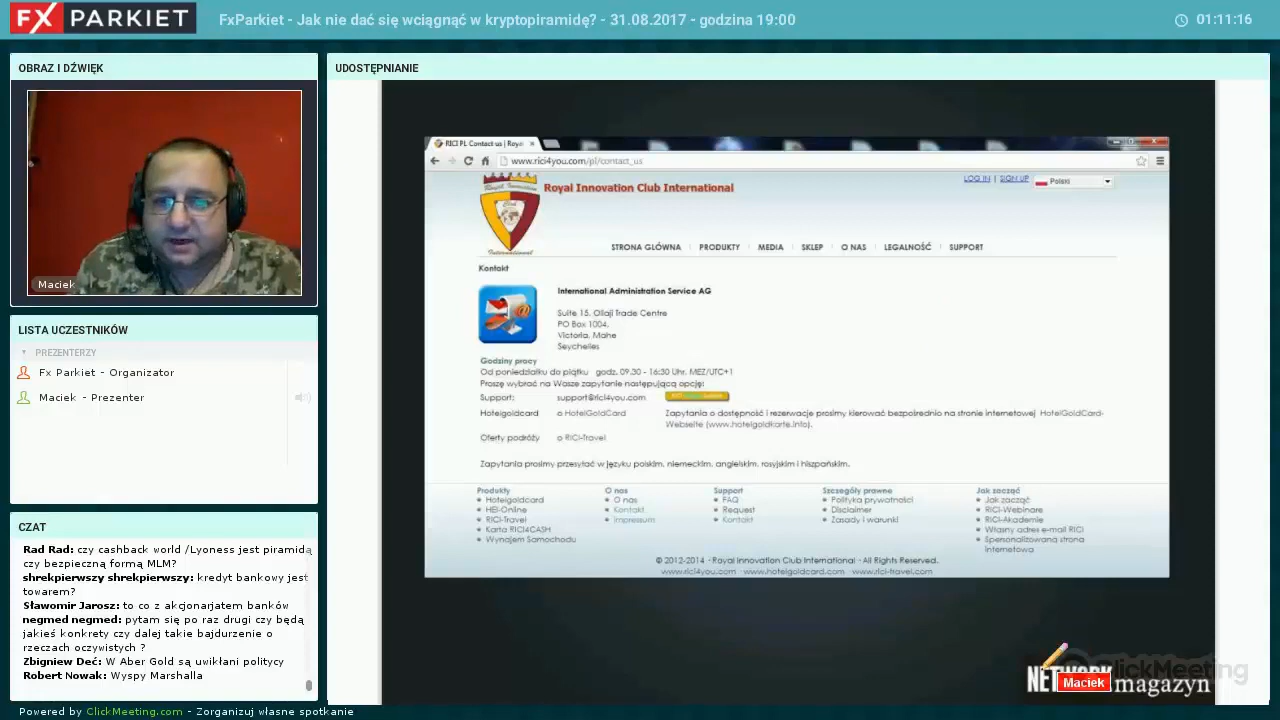 FX PARKIET
FxParkiet - Jak nie dać się wciągnąć w kryptopiramidę? - 31.08.2017 - godzina 19:00
01:11:16
OBRAZ I DŹWIĘK
Maciek
LISTA UCZESTNIKÓW
PREZENTERZY
Fx Parkiet - Organizator
Maciek - Prezenter
CZAT
Rad Rad: czy cashback world /Lyoness jest piramidą
czy bezpieczną formą MLM?
shrekpierwszy shrekpierwszy: kredyt bankowy jest
towarem?
Sławomir Jarosz: to co z akcjonarjatem banków
negmed negmed: pytam się po raz drugi czy będą
jakieś konkrety czy dalej takie bajdurzenie o
rzeczach oczywistych ?
Zbigniew Deć: W Aber Gold są uwikłani politycy
Robert Nowak: Wyspy Marshalla
UDOSTĘPNIANIE
RICI PL Contact us | Roya
www.rici4you.com/pl/contact_us
Royal Innovation Club International
LOG IN | SIGN UP
Polski
Club
International
STRONA GŁÓWNA PRODUKTY MEDIA SKLEP O NAS LEGALNOŚĆ SUPPORT
Kontakt
International Administration Service AG
Suite 15, Oliaji Trade Centre
PO Box 1004,
Victoria, Mahe
Seychelles
Godziny pracy
Od poniedziałku do piątku godz. 09.30 - 16:30 Uhr. MEZ/UTC+1
Proszę wybrać na Wasze zapytanie następującą opcję:
Support: support@rici4you.com
Hotelgoldcard o HotelGoldCard Zapytania o dostępność i rezerwacje prosimy kierować bezpośrednio na stronie internetowej HotelGoldCard-
Webseite (www.hotelgoldkarte.info).
Oferty podróży o RICI-Travel
Zapytania prosimy przesyłać w języku polskim, niemieckim, angielskim, rosyjskim i hiszpańskim.
Produkty
Hotelgoldcard
HEI-Online
RICI-Travel
Karta RICI4CASH
Wynajem Samochodu
O nas
O nas
Kontakt
Impressum
Support
FAQ
Request
Kontakt
Szczegóły prawne
Polityka prywatności
Disclaimer
Zasady i warunki
Jak zacząć
Jak zacząć
RICI-Webinare
RICI-Akademie
Własny adres e-mail RICI
Spersonalizowana strona
internetowa
© 2012-2014 - Royal Innovation Club International - All Rights Reserved.
www.rici4you.com - www.hotelgoldcard.com - www.rici-travel.com
NETWORK
magazyn
Maciek
ClickMeeting
Powered by ClickMeeting.com - Zorganizuj własne spotkanie